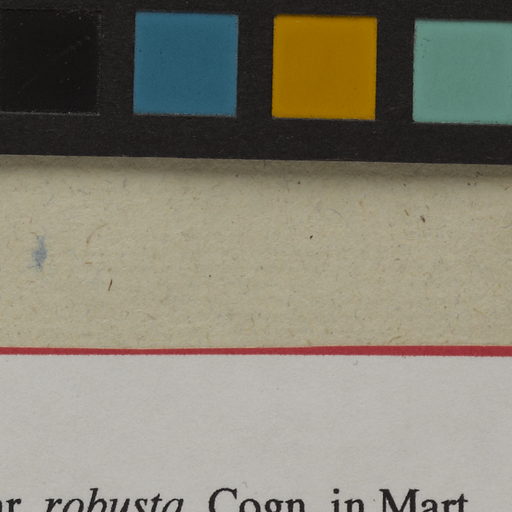 robusta Cogn. in Mart.